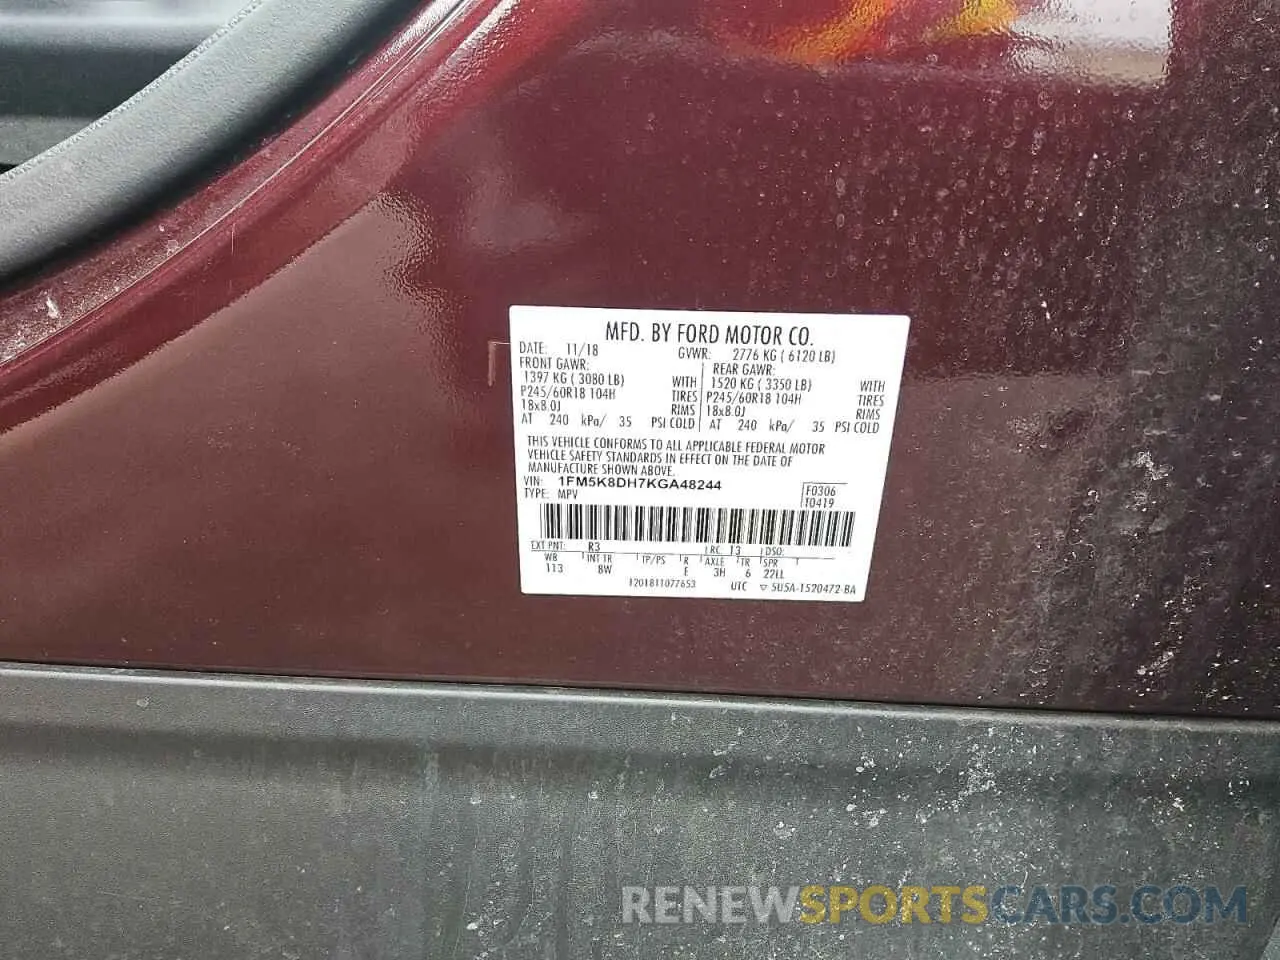 MFD. BY FORD MOTOR CO.
DATE: 11/18 GVWR: 2776 KG ( 6120 LB)
FRONT GAWR: REAR GAWR:
1397 KG ( 3080 LB) WITH 1520 KG ( 3350 LB) WITH
P245/60R18 104H TIRES P245/60R18 104H TIRES
18x8.0J RIMS 18x8.0J RIMS
AT 240 kPa/ 35 PSI COLD AT 240 kPa/ 35 PSI COLD
THIS VEHICLE CONFORMS TO ALL APPLICABLE FEDERAL MOTOR
VEHICLE SAFETY STANDARDS IN EFFECT ON THE DATE OF
MANUFACTURE SHOWN ABOVE.
VIN: 1FM5K8DH7KGA48244 F0306
TYPE: MPV T0419
EXT PNT: R3 RC: 13 DSO:
WB INT TR TP/PS R AXLE TR SPR
113 8W E 3H 6 22LL
1201811077653 UTC ▽ 5U5A-1520472-BA
RENEWSPORTSCARS.COM